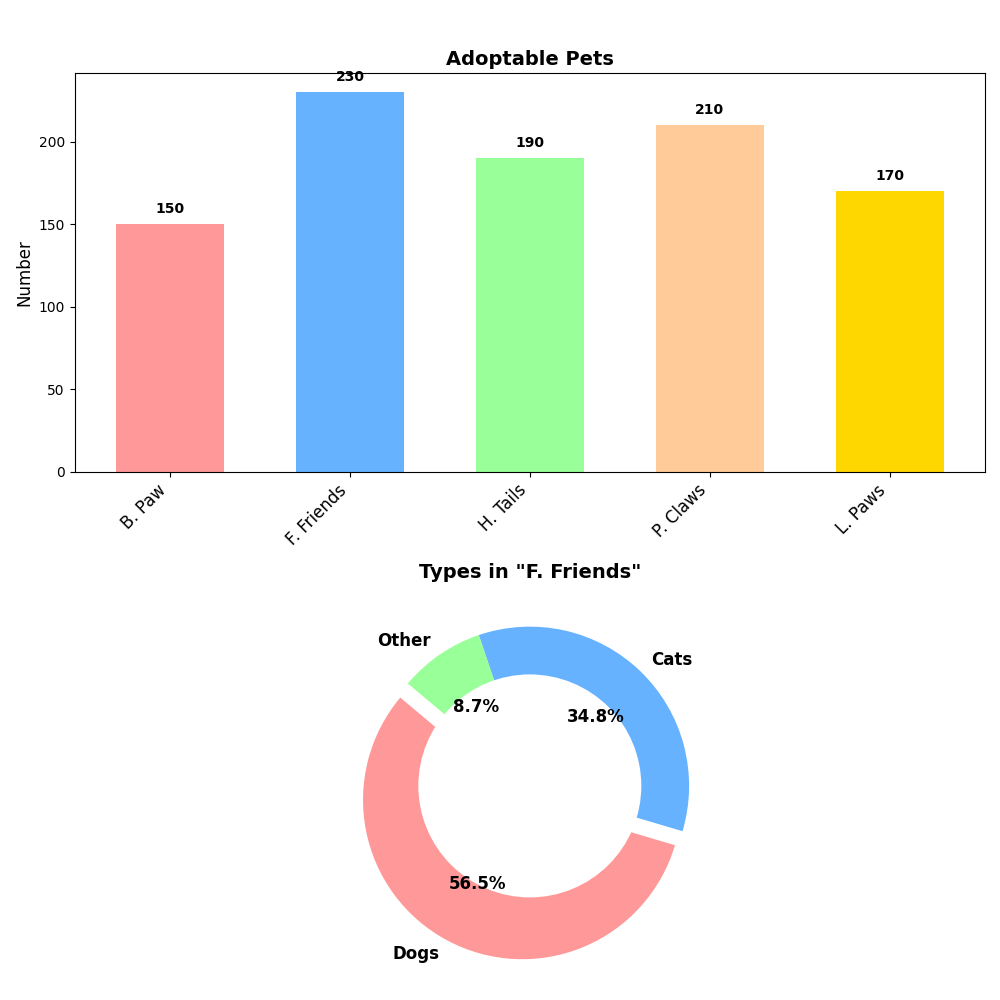 Adoptable Pets
Number
200
150
100
50
0
150
230
190
210
170
B. Paw
F. Friends
H. Tails
P. Claws
L. Paws
Types in "F. Friends"
Other
Cats
8.7%
34.8%
56.5%
Dogs